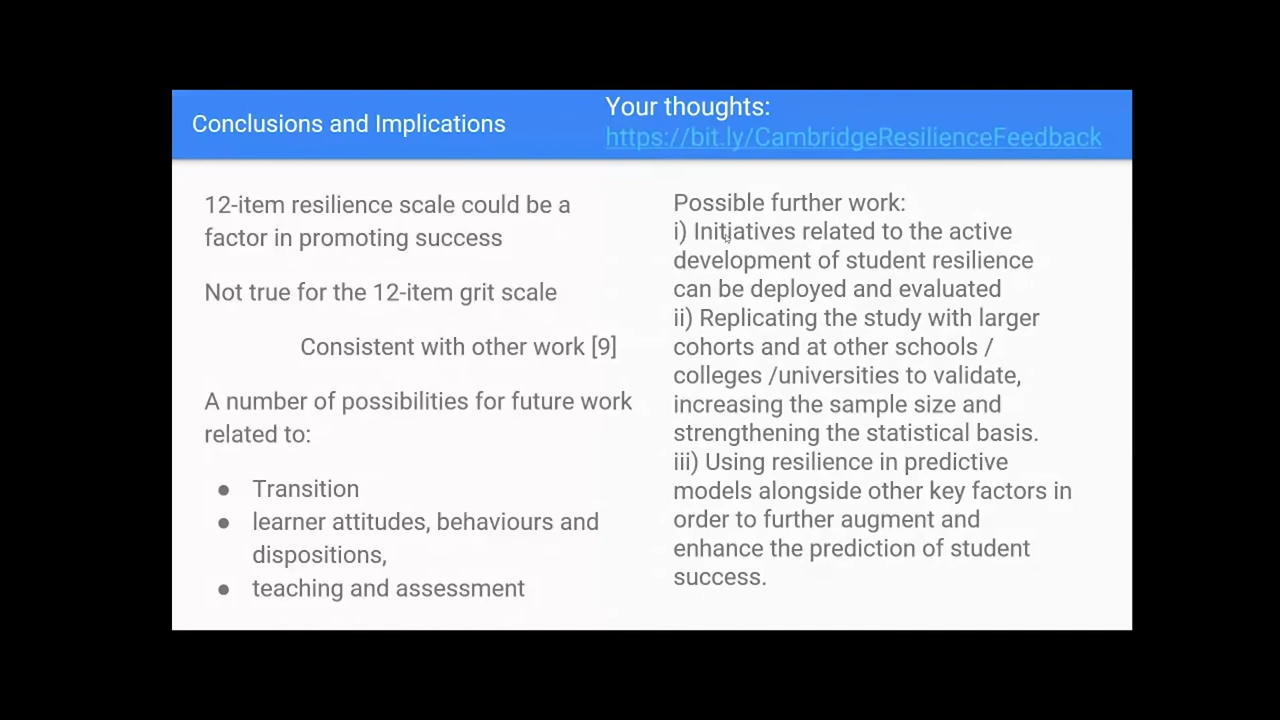 Conclusions and Implications
Your thoughts:
https://bit.ly/CambridgeResilienceFeedback
12-item resilience scale could be a
factor in promoting success
Not true for the 12-item grit scale
Consistent with other work [9]
A number of possibilities for future work
related to:
● Transition
● learner attitudes, behaviours and
dispositions,
● teaching and assessment
Possible further work:
i) Initiatives related to the active
development of student resilience
can be deployed and evaluated
ii) Replicating the study with larger
cohorts and at other schools /
colleges /universities to validate,
increasing the sample size and
strengthening the statistical basis.
iii) Using resilience in predictive
models alongside other key factors in
order to further augment and
enhance the prediction of student
success.